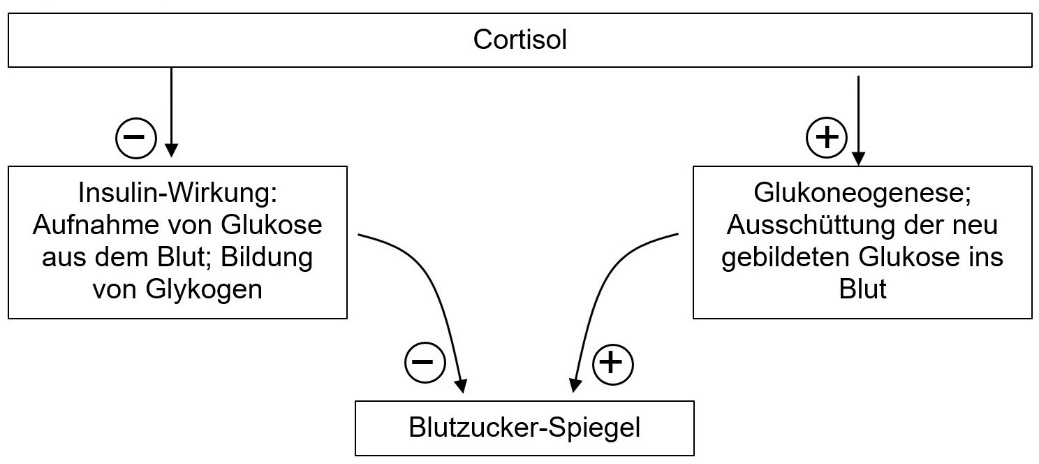 Cortisol
−
+
Insulin-Wirkung:
Aufnahme von Glukose
aus dem Blut; Bildung
von Glykogen
Glukoneogenese;
Ausschüttung der neu
gebildeten Glukose ins
Blut
−
+
Blutzucker-Spiegel